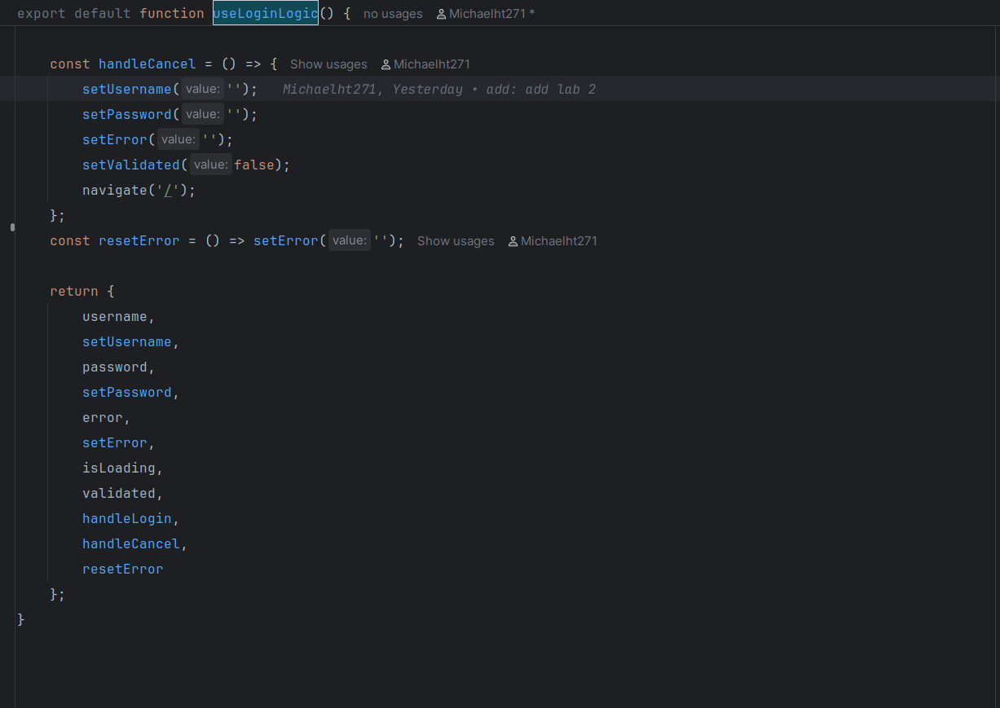 export default function useLoginLogic() { no usages Michaelht271 *
const handleCancel = () => { Show usages Michaelht271
setUsername( value: ''); Michaelht271, Yesterday • add: add lab 2
setPassword( value: '');
setError( value: '');
setValidated( value: false);
navigate('/');
};
const resetError = () => setError( value: ''); Show usages Michaelht271
return {
username,
setUsername,
password,
setPassword,
error,
setError,
isLoading,
validated,
handleLogin,
handleCancel,
resetError
};
}